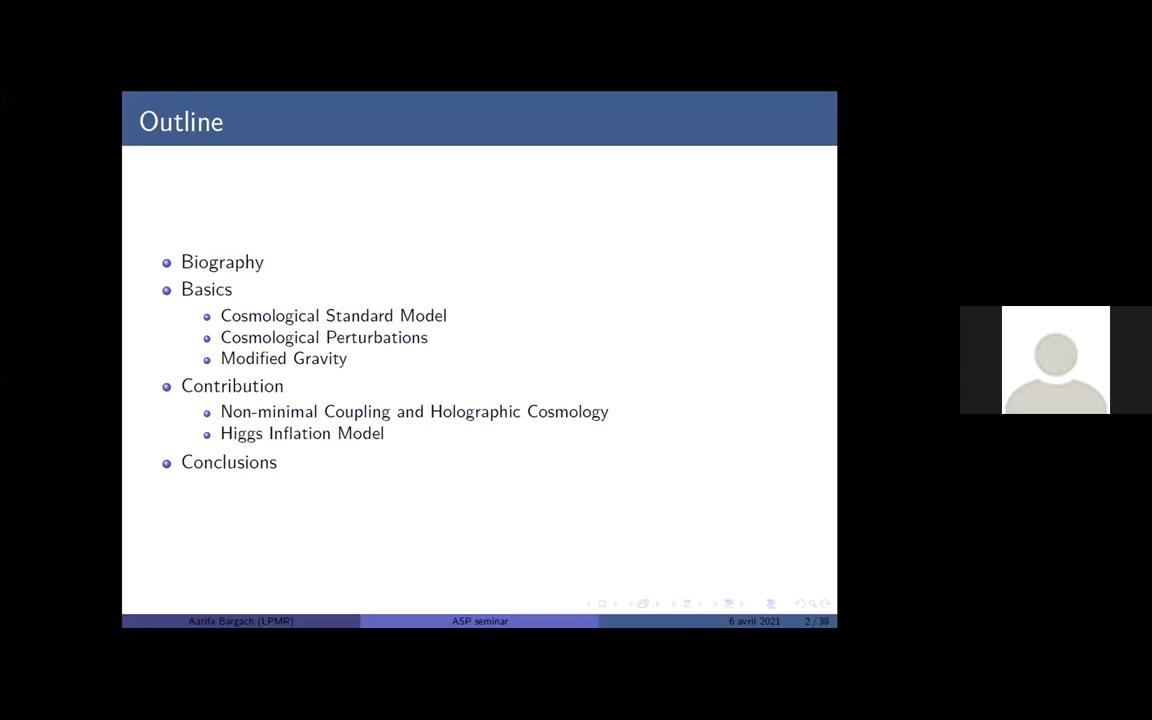 Outline
Biography
Basics
Cosmological Standard Model
Cosmological Perturbations
Modified Gravity
Contribution
Non-minimal Coupling and Holographic Cosmology
Higgs Inflation Model
Conclusions
Aatifa Bargach (LPMR) ASP seminar 6 avril 2021 2 / 38